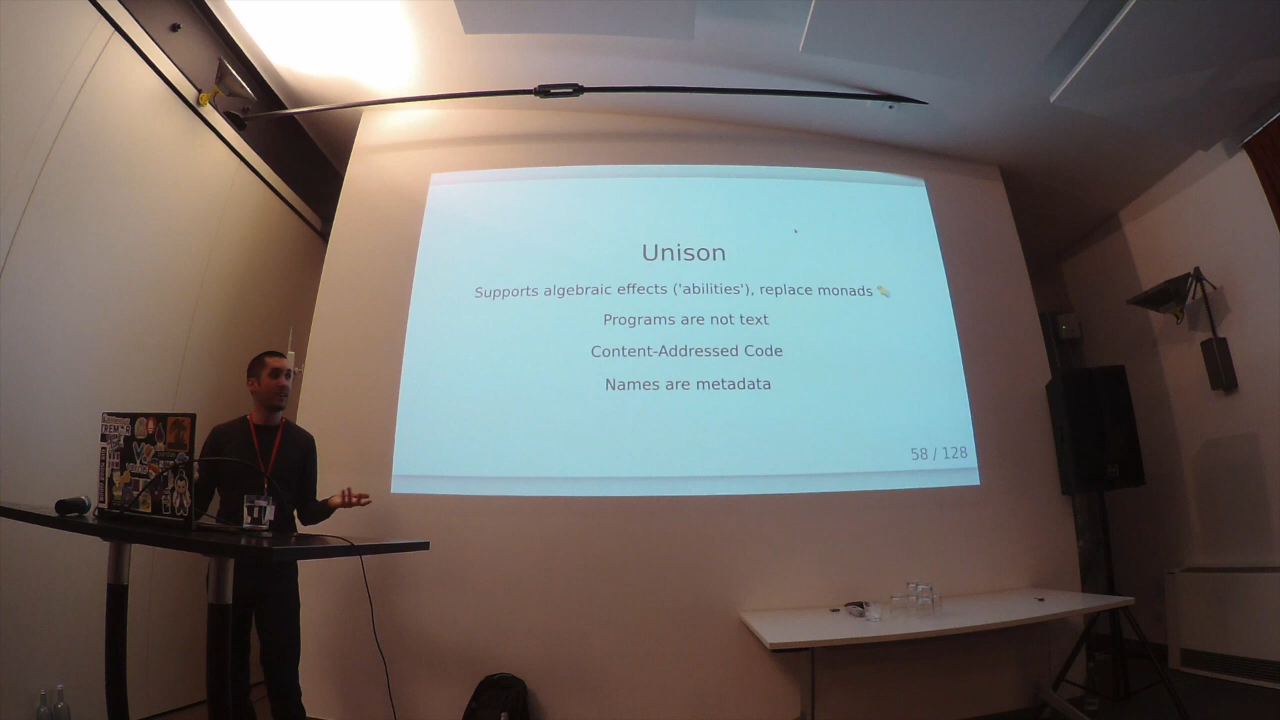 Unison
Supports algebraic effects ('abilities'), replace monads
Programs are not text
Content-Addressed Code
Names are metadata
58 / 128